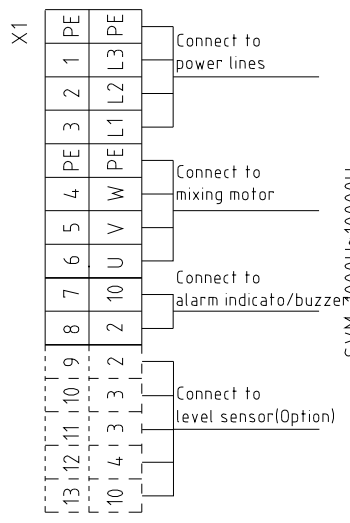 X1
PE PE
1 L3
2 L2
3 L1
PE PE
4 W
5 V
6 U
7 10
8 2
9 2
10 3
11 3
12 4
13 10
Connect to
power lines
Connect to
mixing motor
Connect to
alarm indicato/buzzer
Connect to
level sensor(Option)